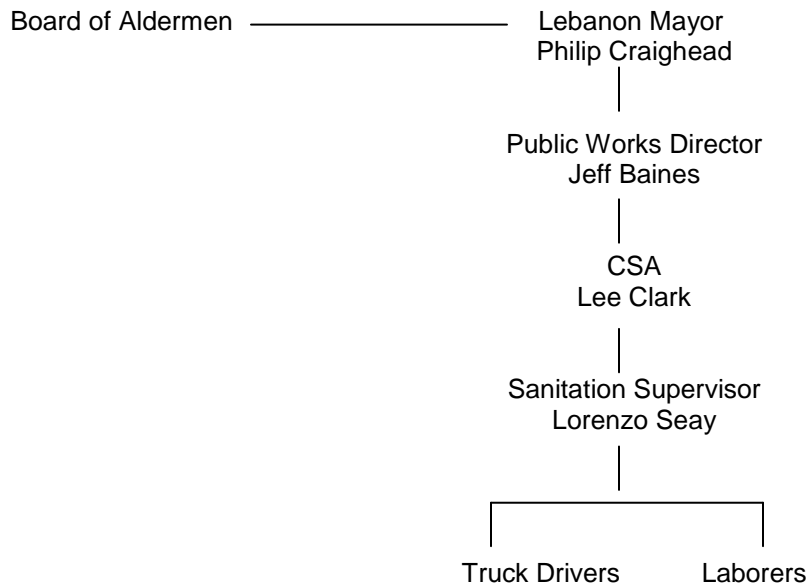 Board of Aldermen
Lebanon Mayor
Philip Craighead
Public Works Director
Jeff Baines
CSA
Lee Clark
Sanitation Supervisor
Lorenzo Seay
Truck Drivers
Laborers